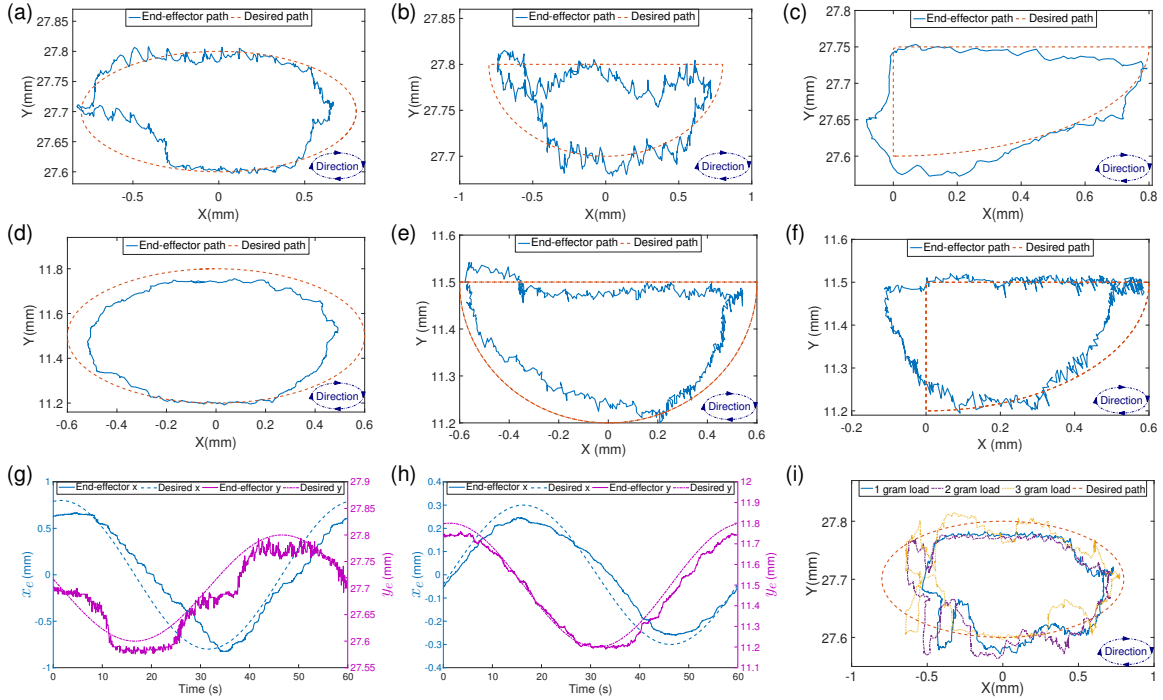 (a)
End-effector path Desired path
27.85
27.8
27.75
27.7
27.65
27.6
Y(mm)
-0.5 0 0.5
X(mm)
Direction
(b)
End-effector path Desired path
27.85
27.8
27.75
27.7
Y(mm)
-1 -0.5 0 0.5 1
X(mm)
Direction
(c)
End-effector path Desired path
27.75
27.7
27.65
27.6
Y(mm)
0 0.2 0.4 0.6 0.8
X(mm)
Direction
(d)
End-effector path Desired path
11.8
11.6
11.4
11.2
Y (mm)
-0.6 -0.4 -0.2 0 0.2 0.4 0.6
X(mm)
Direction
(e)
End-effector path Desired path
11.6
11.5
11.4
11.3
11.2
Y (mm)
-0.6 -0.4 -0.2 0 0.2 0.4 0.6
X (mm)
Direction
(f)
End-effector path Desired path
11.6
11.5
11.4
11.3
11.2
Y (mm)
-0.2 0 0.2 0.4 0.6
X (mm)
Direction
(g)
End-effector x Desired x End-effector y Desired y
1
0.5
0
-0.5
-1
xe (mm)
27.9
27.85
27.8
27.75
27.7
27.65
27.6
27.55
ye (mm)
0 10 20 30 40 50 60
Time (s)
(h)
End-effector x Desired x End-effector y Desired y
0.4
0.3
0.2
0.1
0
-0.1
-0.2
-0.3
-0.4
xe (mm)
12
11.9
11.8
11.7
11.6
11.5
11.4
11.3
11.2
11.1
ye (mm)
0 10 20 30 40 50 60
Time (s)
(i)
1 gram load 2 gram load 3 gram load Desired path
27.8
27.7
27.6
Y(mm)
-1 -0.5 0 0.5 1
X(mm)
Direction